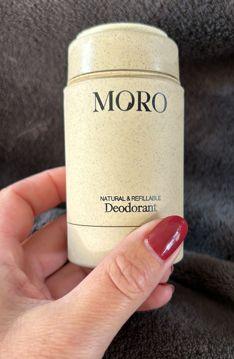 MORO
NATURAL & REFILLABLE
Deodorant